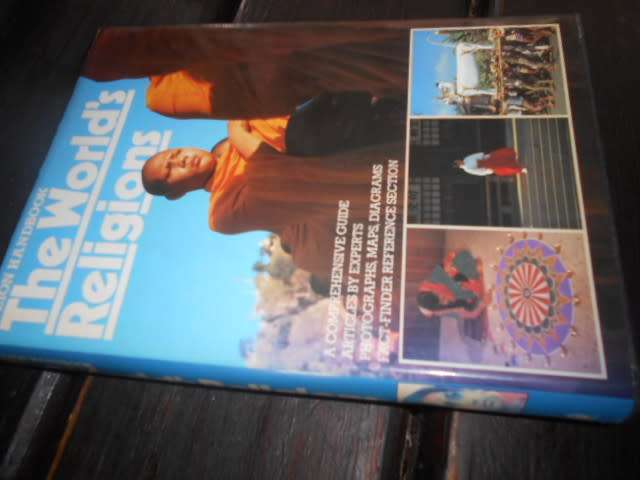 HANDBOOK
The World's
Religions
A COMPREHENSIVE GUIDE
ARTICLES BY EXPERTS
PHOTOGRAPHS, MAPS, DIAGRAMS
FACT-FINDER REFERENCE SECTION